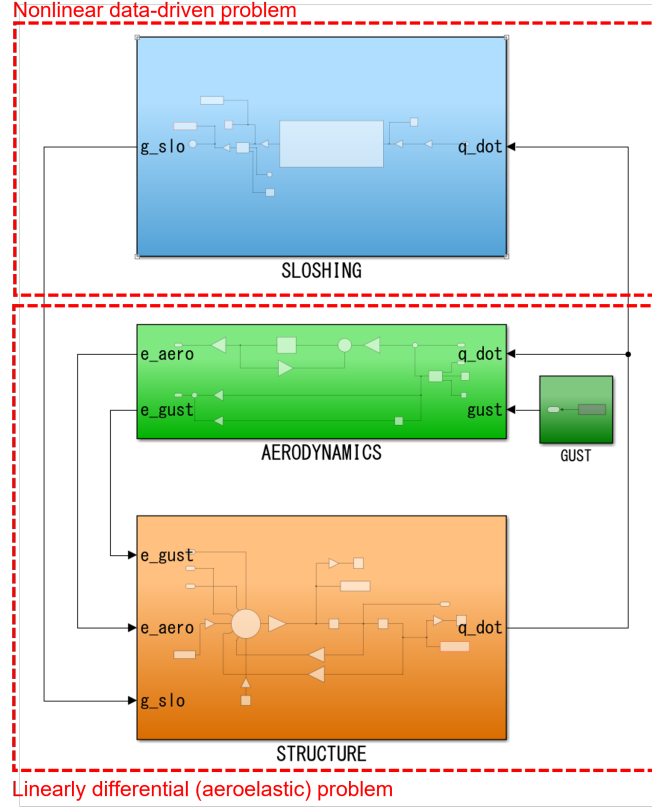 Nonlinear data-driven problem
g_slo
q_dot
SLOSHING
e_aero
q_dot
e_gust
gust
AERODYNAMICS
GUST
e_gust
e_aero
q_dot
g_slo
STRUCTURE
Linearly differential (aeroelastic) problem